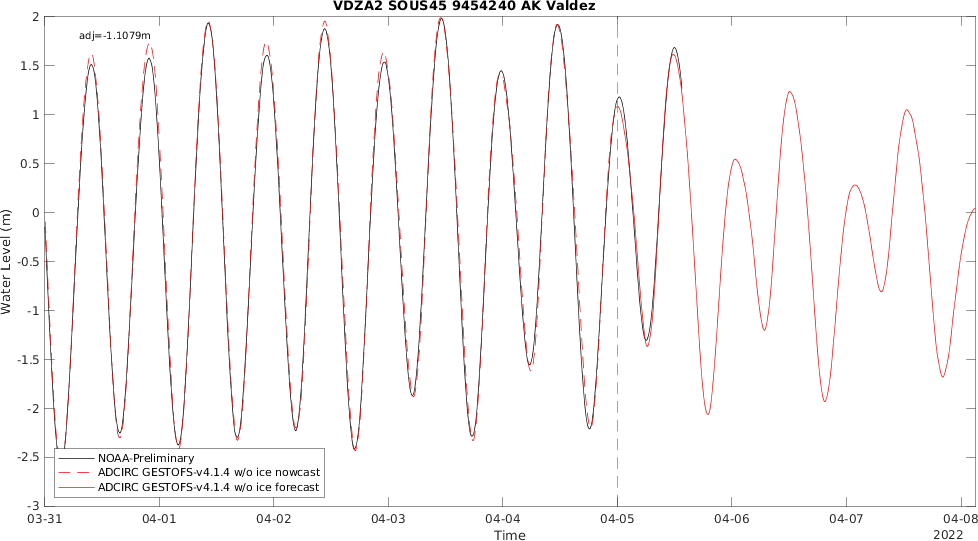 VDZA2 SOUS45 9454240 AK Valdez
adj=-1.1079m
2
1.5
1
0.5
0
-0.5
-1
-1.5
-2
-2.5
-3
Water Level (m)
NOAA-Preliminary
ADCIRC GESTOFS-v4.1.4 w/o ice nowcast
ADCIRC GESTOFS-v4.1.4 w/o ice forecast
03-31 04-01 04-02 04-03 04-04 04-05 04-06 04-07 04-08
Time
2022